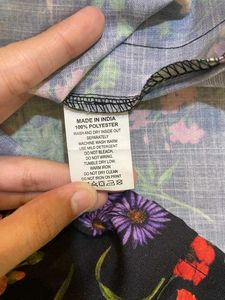 MADE IN INDIA
100% POLYESTER
WASH AND DRY INSIDE OUT
SEPARATELY
MACHINE WASH WARM
USE MILD DETERGENT
DO NOT BLEACH.
DO NOT WRING.
TUMBLE DRY LOW.
WARM IRON
DO NOT DRY CLEAN
DO NOT IRON ON PRINT